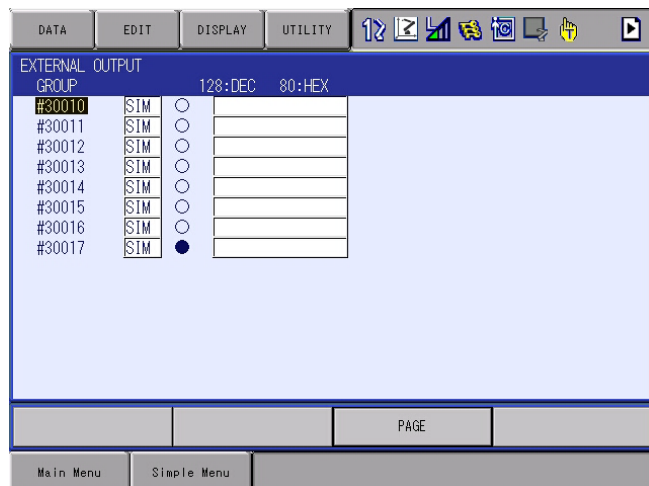 DATA EDIT DISPLAY UTILITY
EXTERNAL OUTPUT
GROUP 128:DEC 80:HEX
#30010 SIM
#30011 SIM
#30012 SIM
#30013 SIM
#30014 SIM
#30015 SIM
#30016 SIM
#30017 SIM
PAGE
Main Menu Simple Menu